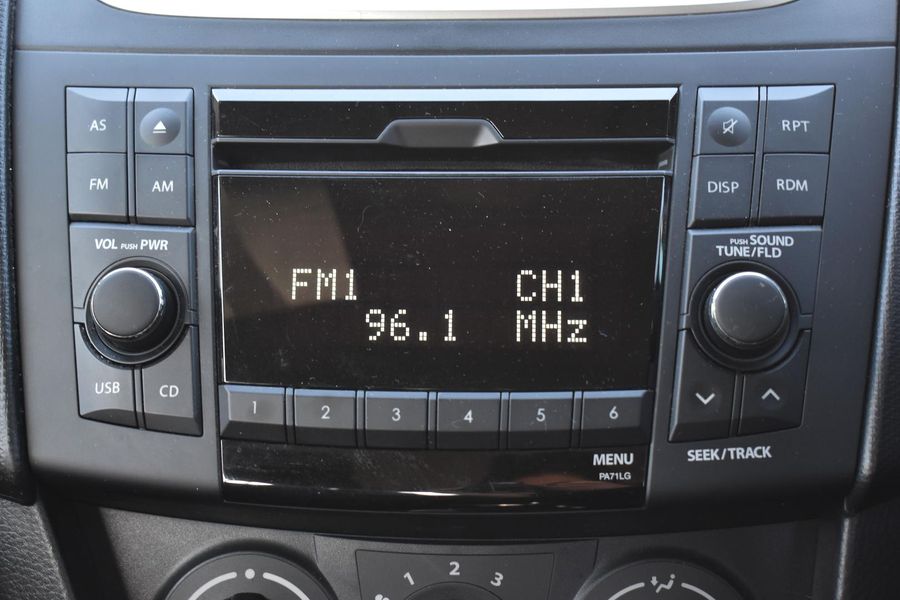 AS
RPT
FM
AM
DISP
RDM
VOL PUSH PWR
PUSH SOUND
TUNE/FLD
FM1 CH1
96.1 MHz
USB
CD
1 2 3 4 5 6
MENU
PA71LG
SEEK/TRACK
1 2 3